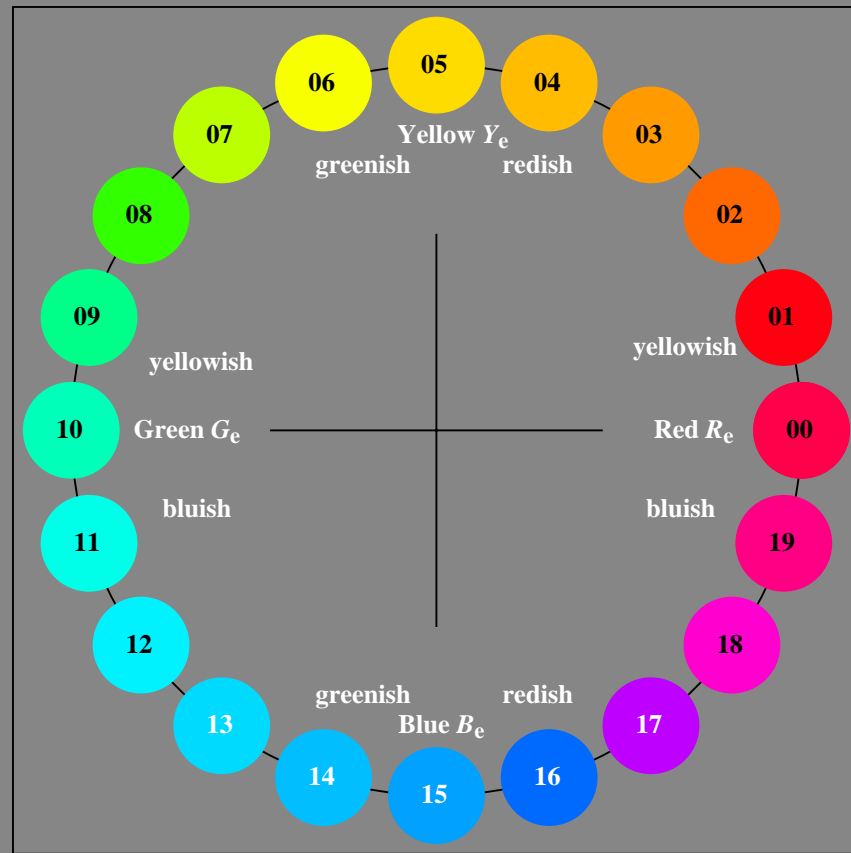 05
06
04
07
03
Yellow Yₑ
greenish
redish
08
02
09
01
yellowish
yellowish
10
Green Gₑ
Red Rₑ
00
bluish
bluish
11
19
12
18
greenish
redish
13
Blue Bₑ
17
14
16
15